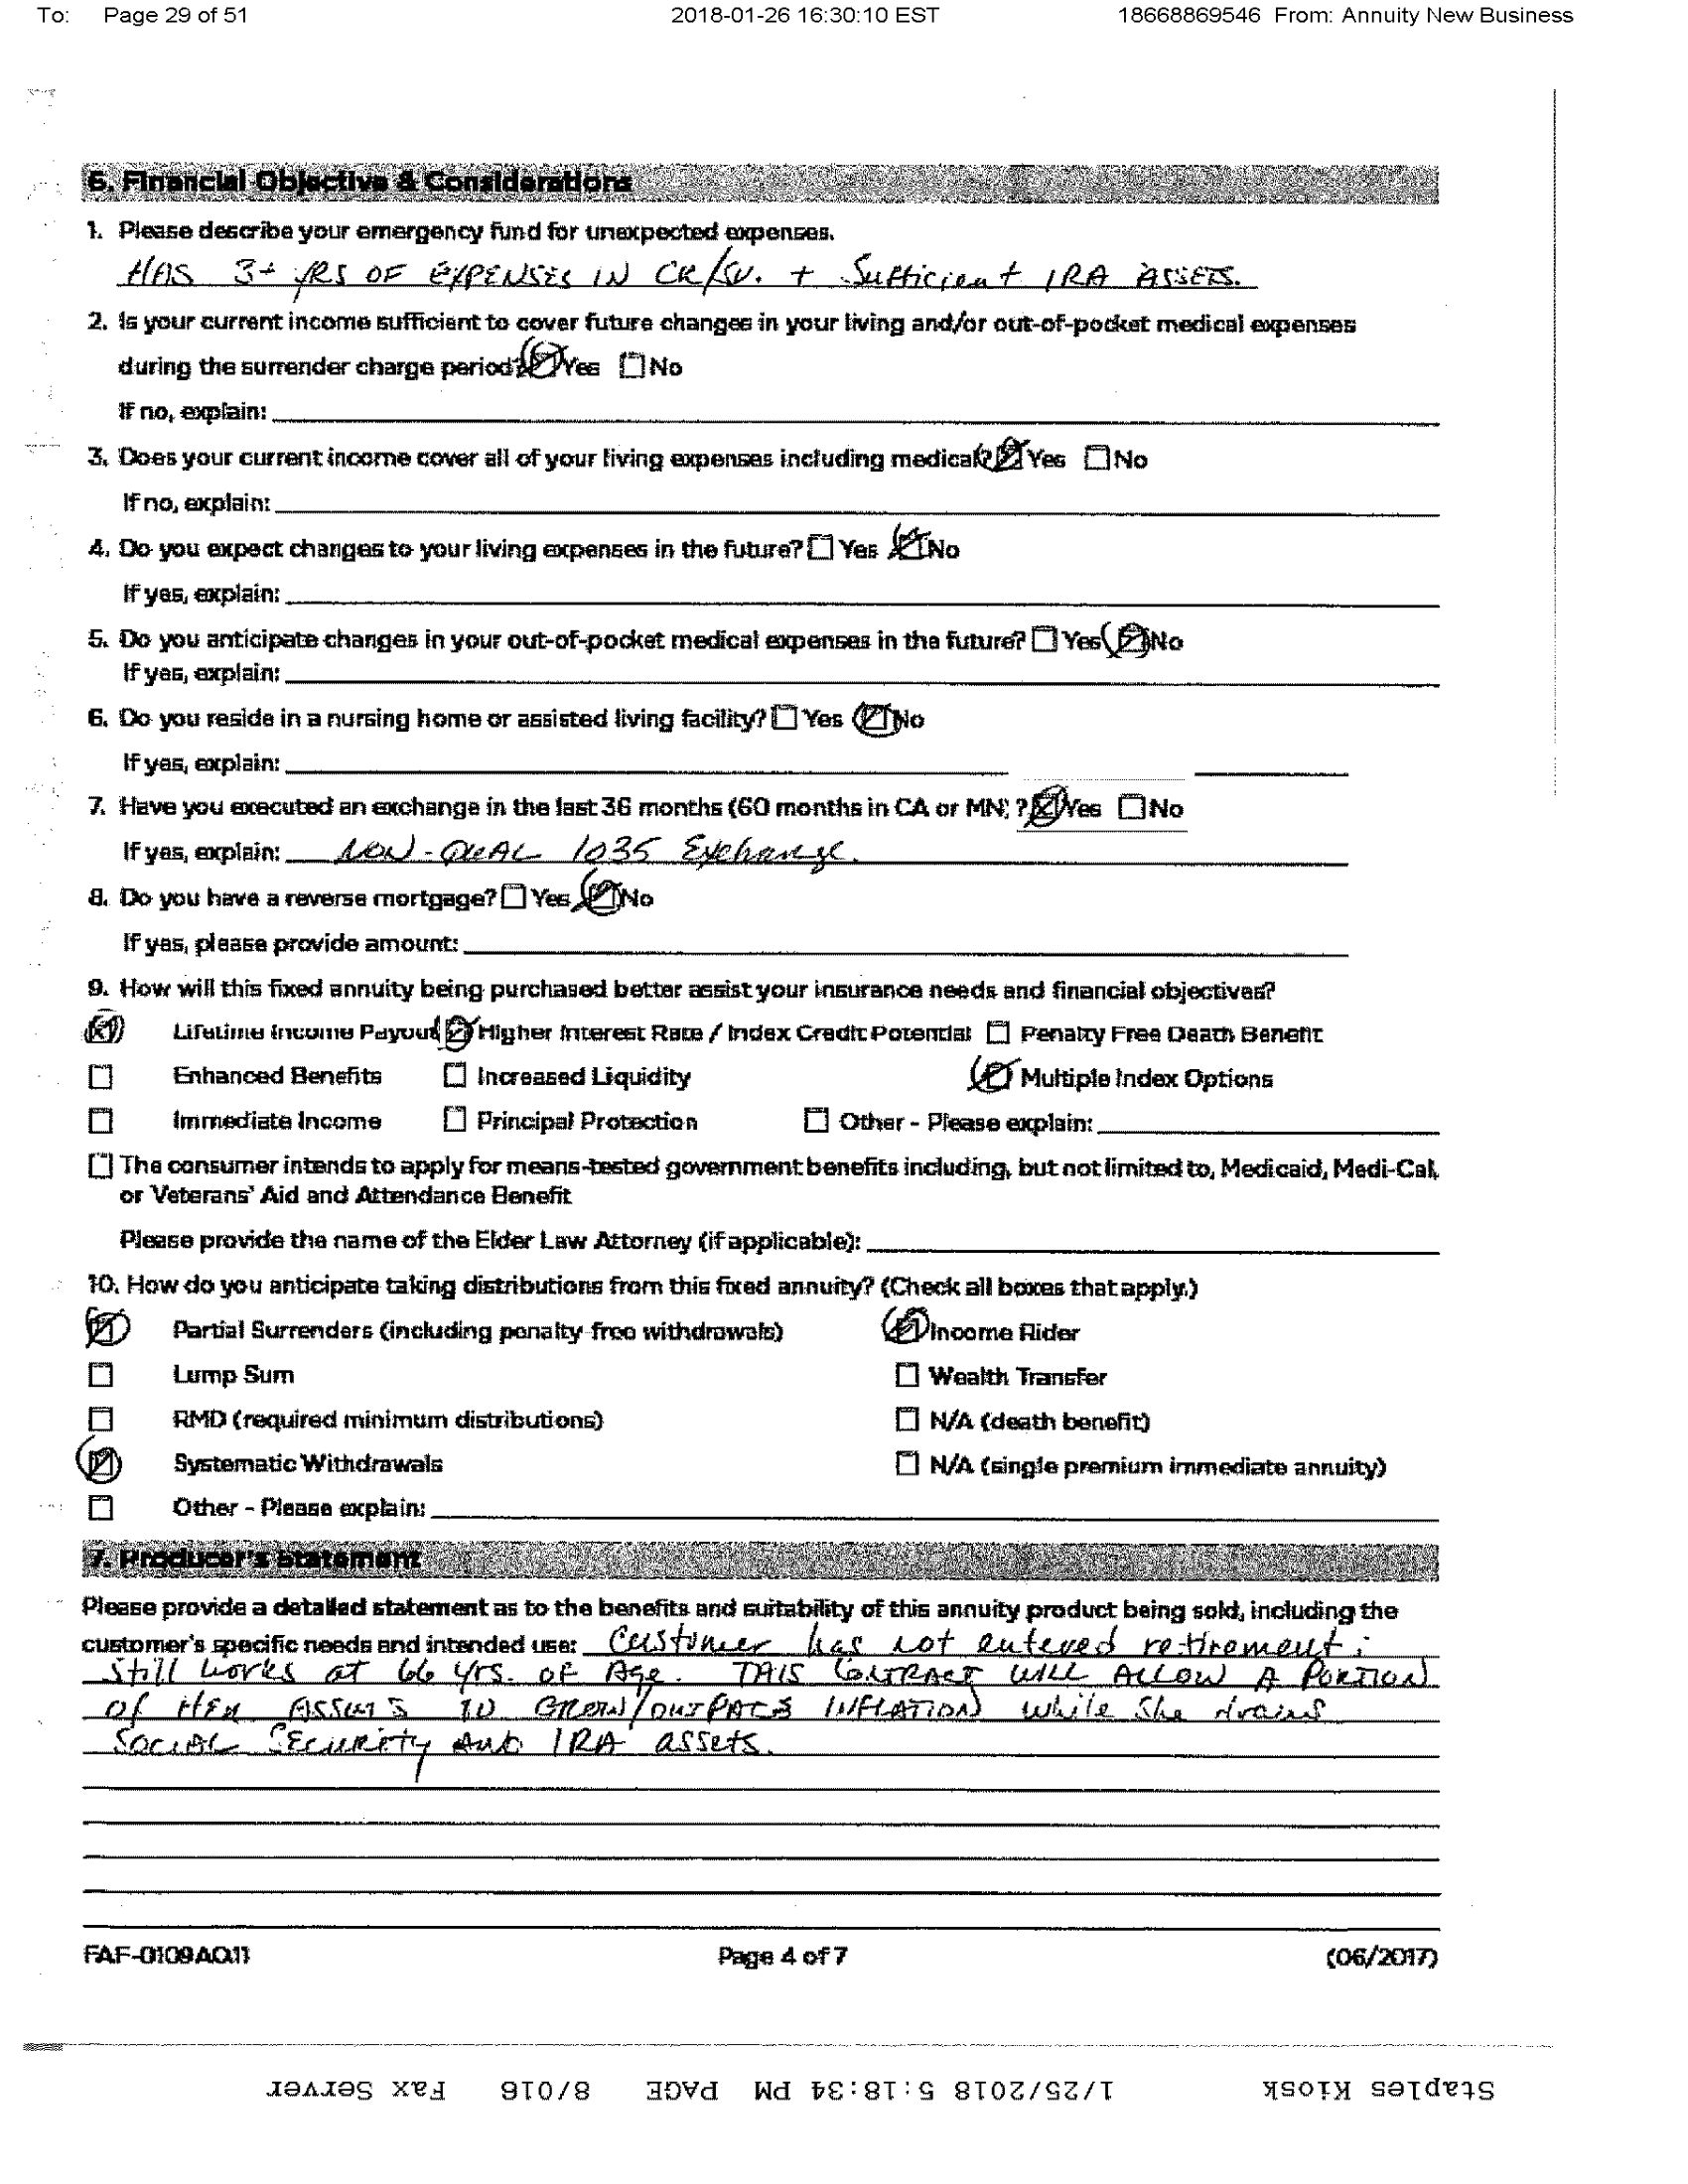 To: Page 29 of 51 2018-01-26 16:30:10 EST 18668869546 From: Annuity New Business
6. Financial Objective & Considerations
1. Please describe your emergency fund for unexpected expenses.
HAS 3+ YRS OF EXPENSES IN CK/SV. + Sufficient IRA ASSETS.
2. Is your current income sufficient to cover future changes in your living and/or out-of-pocket medical expenses
during the surrender charge period? Yes No
If no, explain:
3. Does your current income cover all of your living expenses including medical? Yes No
If no, explain:
4. Do you expect changes to your living expenses in the future? Yes No
If yes, explain:
5. Do you anticipate changes in your out-of-pocket medical expenses in the future? Yes No
If yes, explain:
6. Do you reside in a nursing home or assisted living facility? Yes No
If yes, explain:
7. Have you executed an exchange in the last 36 months (60 months in CA or MN) ? Yes No
If yes, explain: NON-QUAL 1035 Exchange.
8. Do you have a reverse mortgage? Yes No
If yes, please provide amount:
9. How will this fixed annuity being purchased better assist your insurance needs and financial objectives?
Lifetime Income Payout Higher Interest Rate / Index Credit Potential Penalty Free Death Benefit
Enhanced Benefits Increased Liquidity Multiple Index Options
Immediate Income Principal Protection Other - Please explain:
The consumer intends to apply for means-tested government benefits including, but not limited to, Medicaid, Medi-Cal,
or Veterans' Aid and Attendance Benefit
Please provide the name of the Elder Law Attorney (if applicable):
10. How do you anticipate taking distributions from this fixed annuity? (Check all boxes that apply.)
Partial Surrenders (including penalty-free withdrawals) Income Rider
Lump Sum Wealth Transfer
RMD (required minimum distributions) N/A (death benefit)
Systematic Withdrawals N/A (single premium immediate annuity)
Other - Please explain:
7. Producer's Statement
Please provide a detailed statement as to the benefits and suitability of this annuity product being sold, including the
customer's specific needs and intended use: Customer has not entered retirement;
Still works at 66 yrs. of Age. THIS CONTRACT WILL ALLOW A PORTION
of HER ASSETS TO GROW/OUTPACE INFLATION while She drains
SOCIAL SECURITY AND IRA assets.
FAF-0109AO.11 Page 4 of 7 (06/2017)
Staples Kiosk 1/25/2018 5:18:34 PM PAGE 8/016 Fax Server